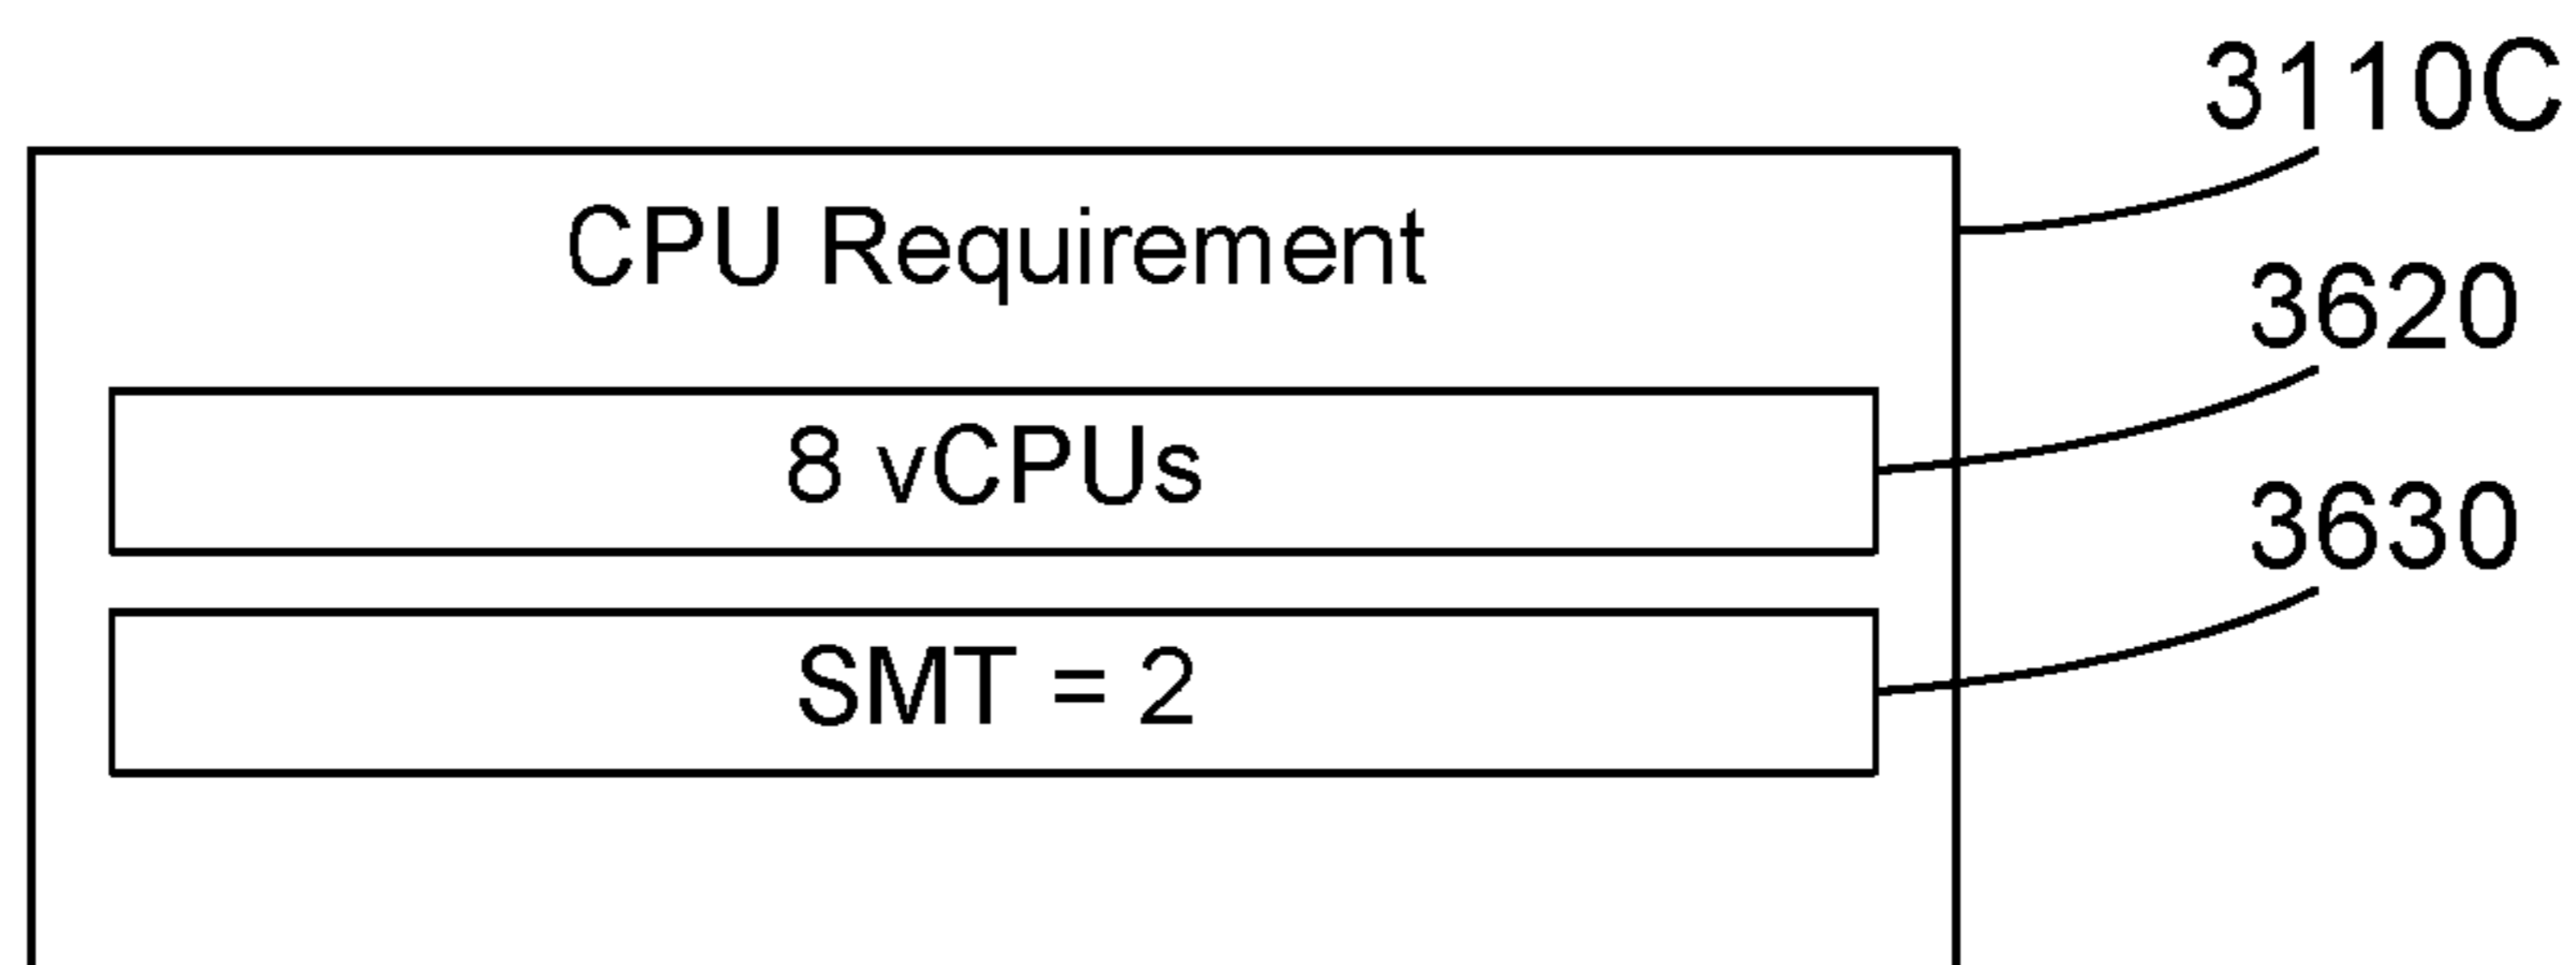 3110C
CPU Requirement
3620
8 vCPUs
3630
SMT = 2